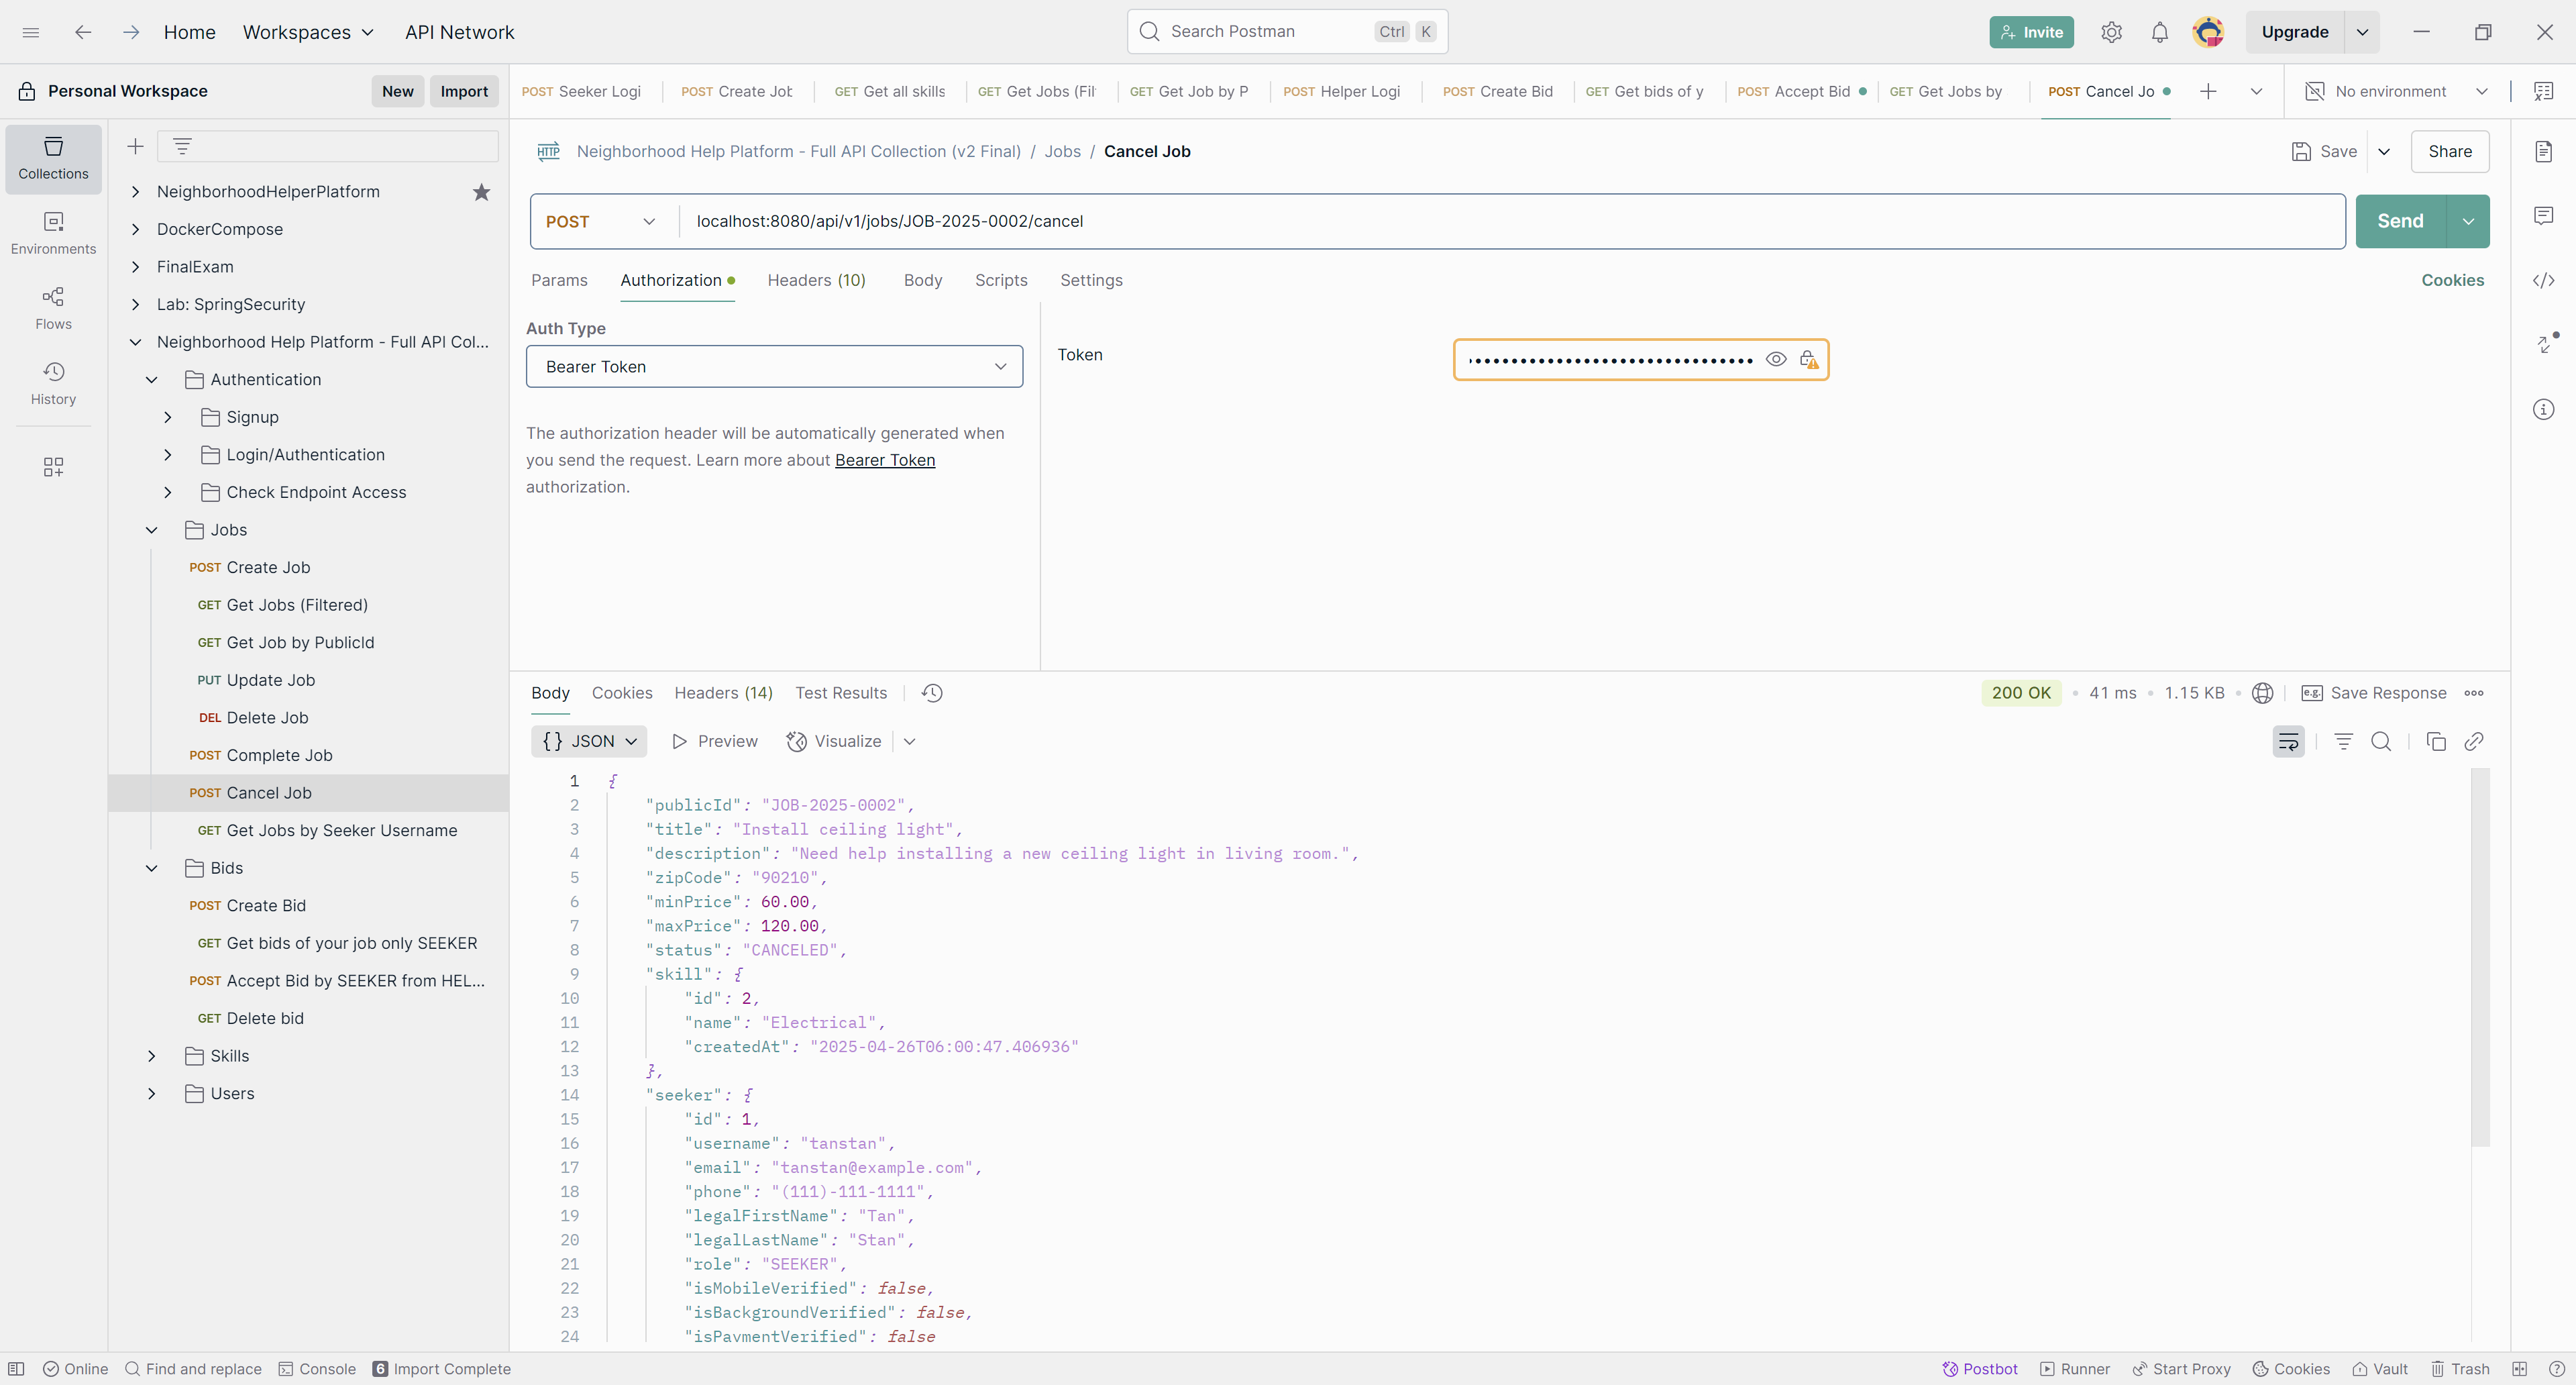 Home Workspaces API Network Search Postman Ctrl K Invite Upgrade
Personal Workspace New Import
POST Seeker Logi POST Create Jot GET Get all skills GET Get Jobs (Fil GET Get Job by P POST Helper Logi POST Create Bid GET Get bids of y POST Accept Bid GET Get Jobs by POST Cancel Jo No environment
Collections
Environments
Flows
History
NeighborhoodHelperPlatform
DockerCompose
FinalExam
Lab: SpringSecurity
Neighborhood Help Platform - Full API Col...
Authentication
Signup
Login/Authentication
Check Endpoint Access
Jobs
POST Create Job
GET Get Jobs (Filtered)
GET Get Job by PublicId
PUT Update Job
DEL Delete Job
POST Complete Job
POST Cancel Job
GET Get Jobs by Seeker Username
Bids
POST Create Bid
GET Get bids of your job only SEEKER
POST Accept Bid by SEEKER from HEL...
GET Delete bid
Skills
Users
HTTP Neighborhood Help Platform - Full API Collection (v2 Final) / Jobs / Cancel Job Save Share
POST localhost:8080/api/v1/jobs/JOB-2025-0002/cancel Send
Params Authorization Headers (10) Body Scripts Settings Cookies
Auth Type
Bearer Token
The authorization header will be automatically generated when
you send the request. Learn more about Bearer Token
authorization.
Token
Body Cookies Headers (14) Test Results 200 OK • 41 ms • 1.15 KB • e.g. Save Response
{} JSON Preview Visualize
1 {
2 "publicId": "JOB-2025-0002",
3 "title": "Install ceiling light",
4 "description": "Need help installing a new ceiling light in living room.",
5 "zipCode": "90210",
6 "minPrice": 60.00,
7 "maxPrice": 120.00,
8 "status": "CANCELED",
9 "skill": {
10 "id": 2,
11 "name": "Electrical",
12 "createdAt": "2025-04-26T06:00:47.406936"
13 },
14 "seeker": {
15 "id": 1,
16 "username": "tanstan",
17 "email": "tanstan@example.com",
18 "phone": "(111)-111-1111",
19 "legalFirstName": "Tan",
20 "legalLastName": "Stan",
21 "role": "SEEKER",
22 "isMobileVerified": false,
23 "isBackgroundVerified": false,
24 "isPaymentVerified": false
Online Find and replace Console 6 Import Complete Postbot Runner Start Proxy Cookies Vault Trash